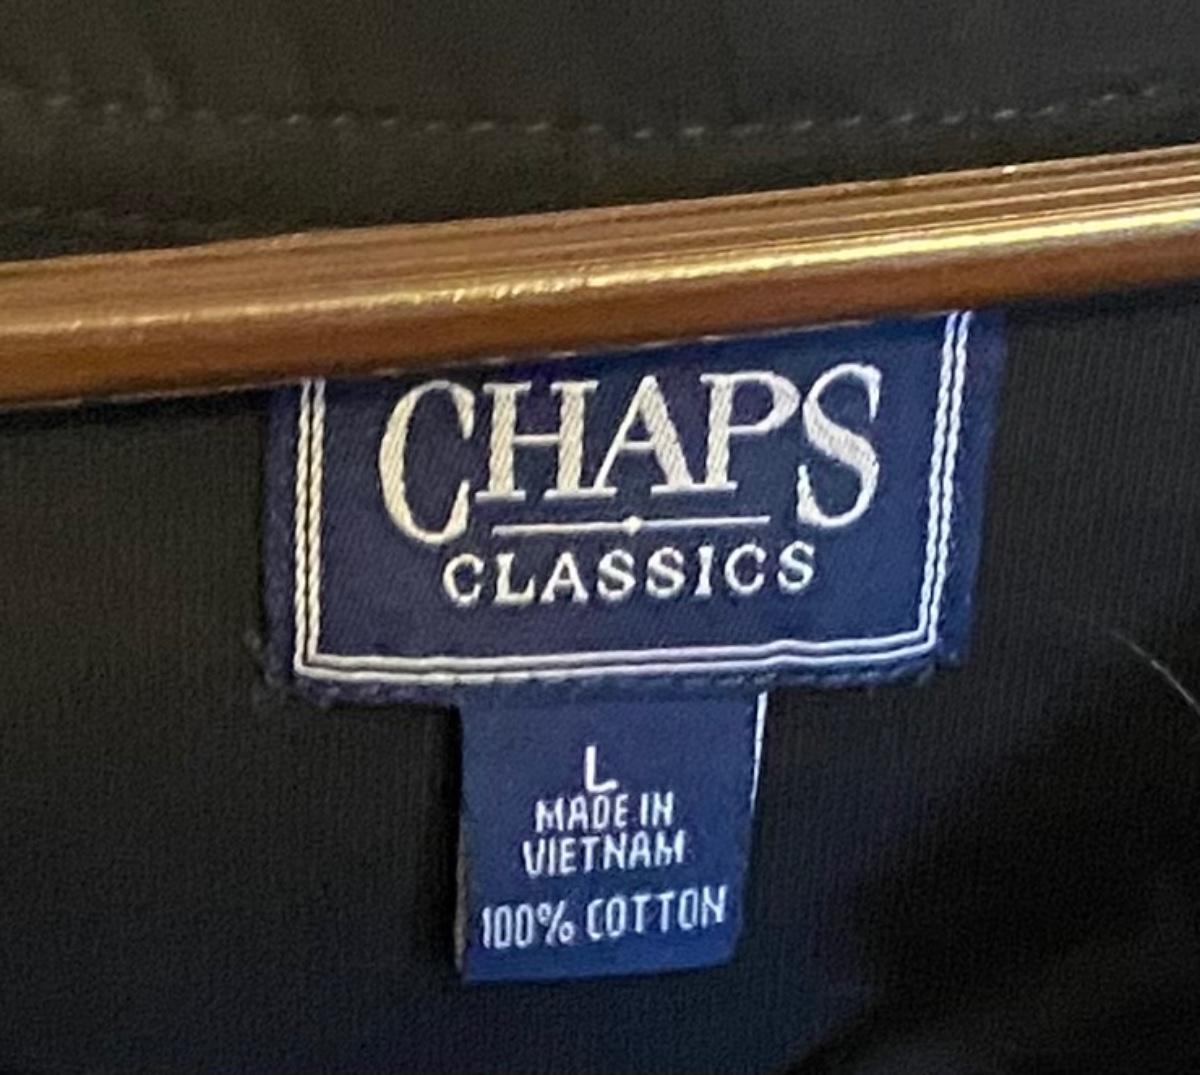 CHAPS
CLASSICS
L
MADE IN
VIETNAM
100% COTTON